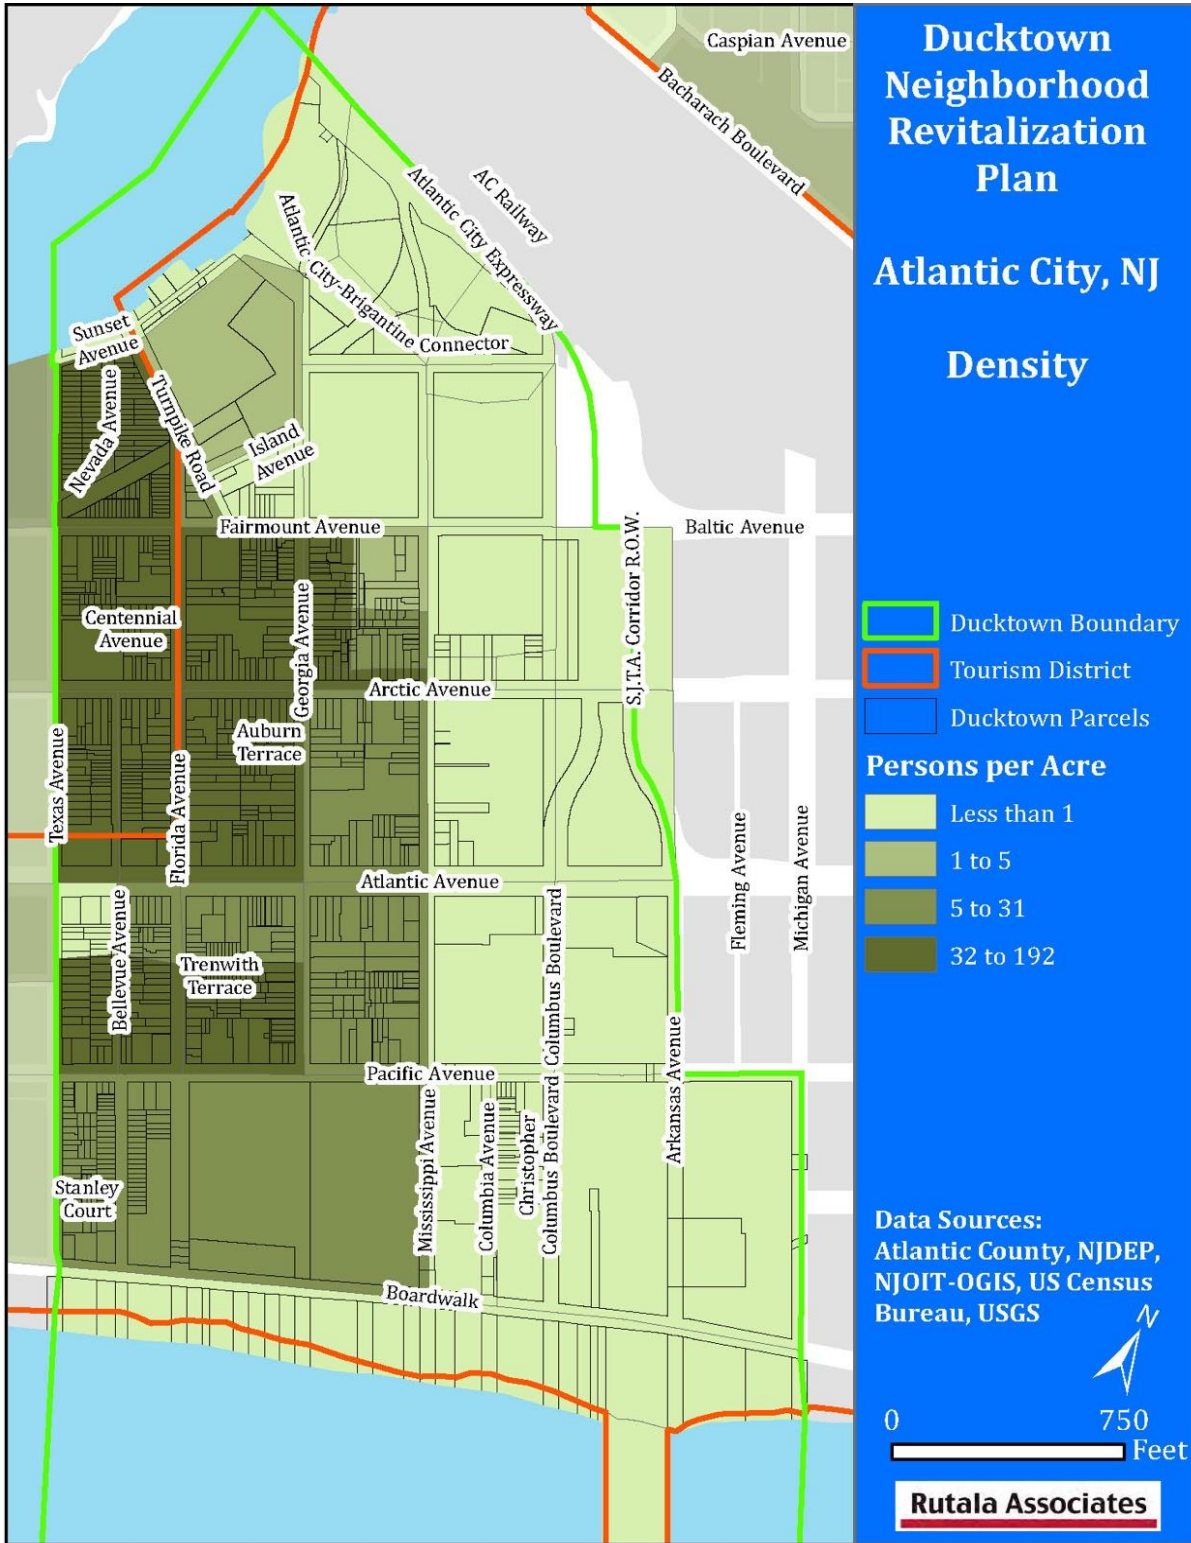 Caspian Avenue
Bacharach Boulevard
AC Railway
Atlantic City Expressway
Atlantic City-Brigantine Connector
Sunset
Avenue
Nevada Avenue
Turnpike Road
Island
Avenue
Fairmount Avenue
Baltic Avenue
S.J.T.A. Corridor R.O.W.
Centennial
Avenue
Georgia Avenue
Arctic Avenue
Auburn
Terrace
Texas Avenue
Florida Avenue
Fleming Avenue
Michigan Avenue
Atlantic Avenue
Bellevue Avenue
Trenwith
Terrace
Columbus Boulevard
Pacific Avenue
Arkansas Avenue
Mississippi Avenue
Columbia Avenue
Christopher
Columbus Boulevard
Stanley
Court
Boardwalk
Ducktown
Neighborhood
Revitalization
Plan
Atlantic City, NJ
Density
Ducktown Boundary
Tourism District
Ducktown Parcels
Persons per Acre
Less than 1
1 to 5
5 to 31
32 to 192
Data Sources:
Atlantic County, NJDEP,
NJOIT-OGIS, US Census
Bureau, USGS
N
0 750
Feet
Rutala Associates